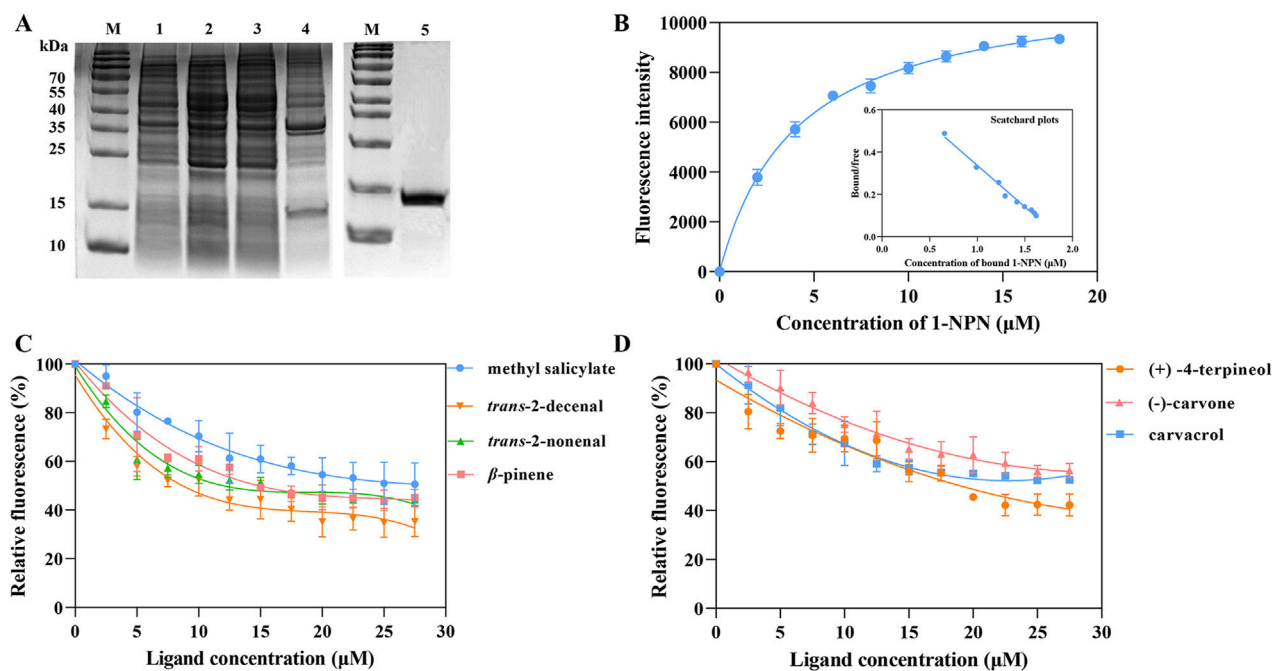 A
M 1 2 3 4 M 5
kDa
70
55
40
35
25
15
10
B
10000
8000
6000
4000
2000
0
Fluorescence intensity
0 5 10 15 20
Concentration of 1-NPN (μM)
Scatchard plots
0.6
0.4
0.2
0.0
Bound/free
0.0 0.5 1.0 1.5 2.0
Concentration of bound 1-NPN (μM)
C
100
80
60
40
20
0
Relative fluorescence (%)
0 5 10 15 20 25 30
Ligand concentration (μM)
methyl salicylate
trans-2-decenal
trans-2-nonenal
β-pinene
D
100
80
60
40
20
0
Relative fluorescence (%)
0 5 10 15 20 25 30
Ligand concentration (μM)
(+) -4-terpineol
(-)-carvone
carvacrol